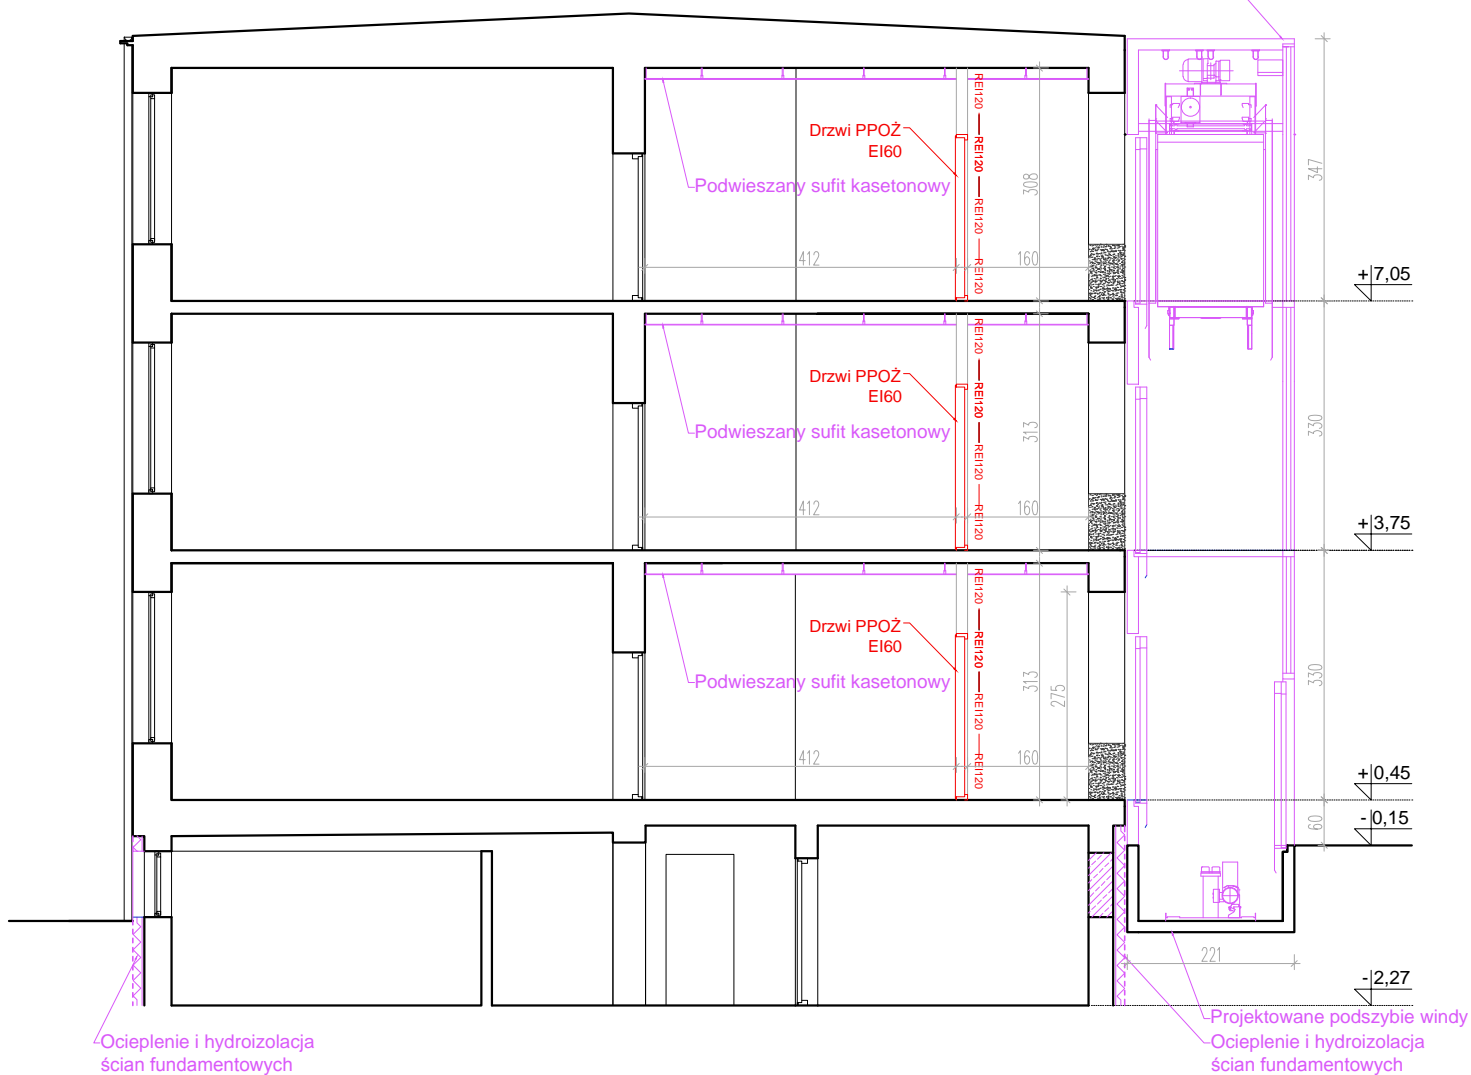 REI120 — REI120 — REI120 — REI120
Drzwi PPOŻ
EI60
Podwieszany sufit kasetonowy
308
412
160
347
+7,05
REI120 — REI120 — REI120 — REI120
Drzwi PPOŻ
EI60
Podwieszany sufit kasetonowy
313
412
160
330
+3,75
REI120 — REI120 — REI120 — REI120
Drzwi PPOŻ
EI60
Podwieszany sufit kasetonowy
313
275
412
160
330
+0,45
60
-0,15
221
-2,27
Projektowane podszybie windy
Ocieplenie i hydroizolacja
ścian fundamentowych
Ocieplenie i hydroizolacja
ścian fundamentowych